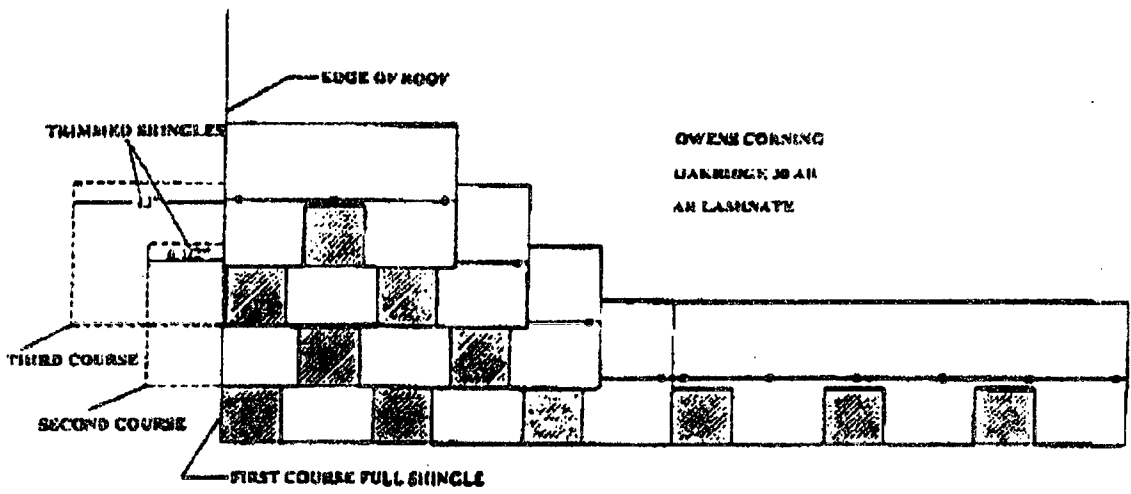 EDGE OF ROOF
TRIMMED SHINGLES
OWENS CORNING
OAKRIDGE 30 AR
AR LAMINATE
THIRD COURSE
SECOND COURSE
FIRST COURSE FULL SHINGLE